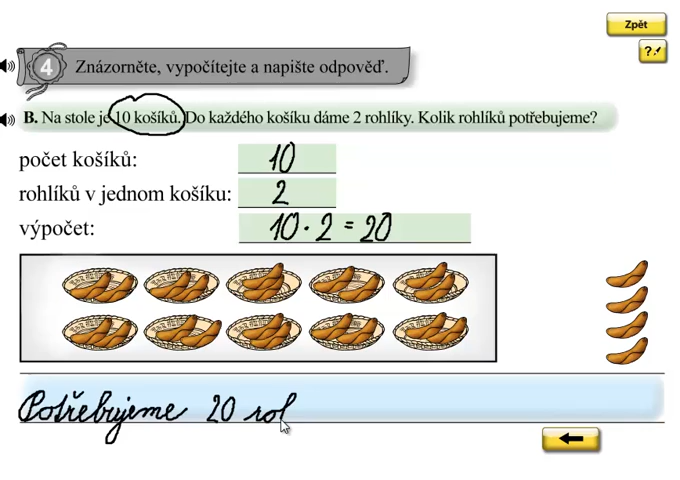 Zpět
?
4 Znázorněte, vypočítejte a napište odpověď.
B. Na stole je 10 košíků. Do každého košíku dáme 2 rohlíky. Kolik rohlíků potřebujeme?
počet košíků: 10
rohlíků v jednom košíku: 2
výpočet: 10 · 2 = 20
Potřebujeme 20 rol